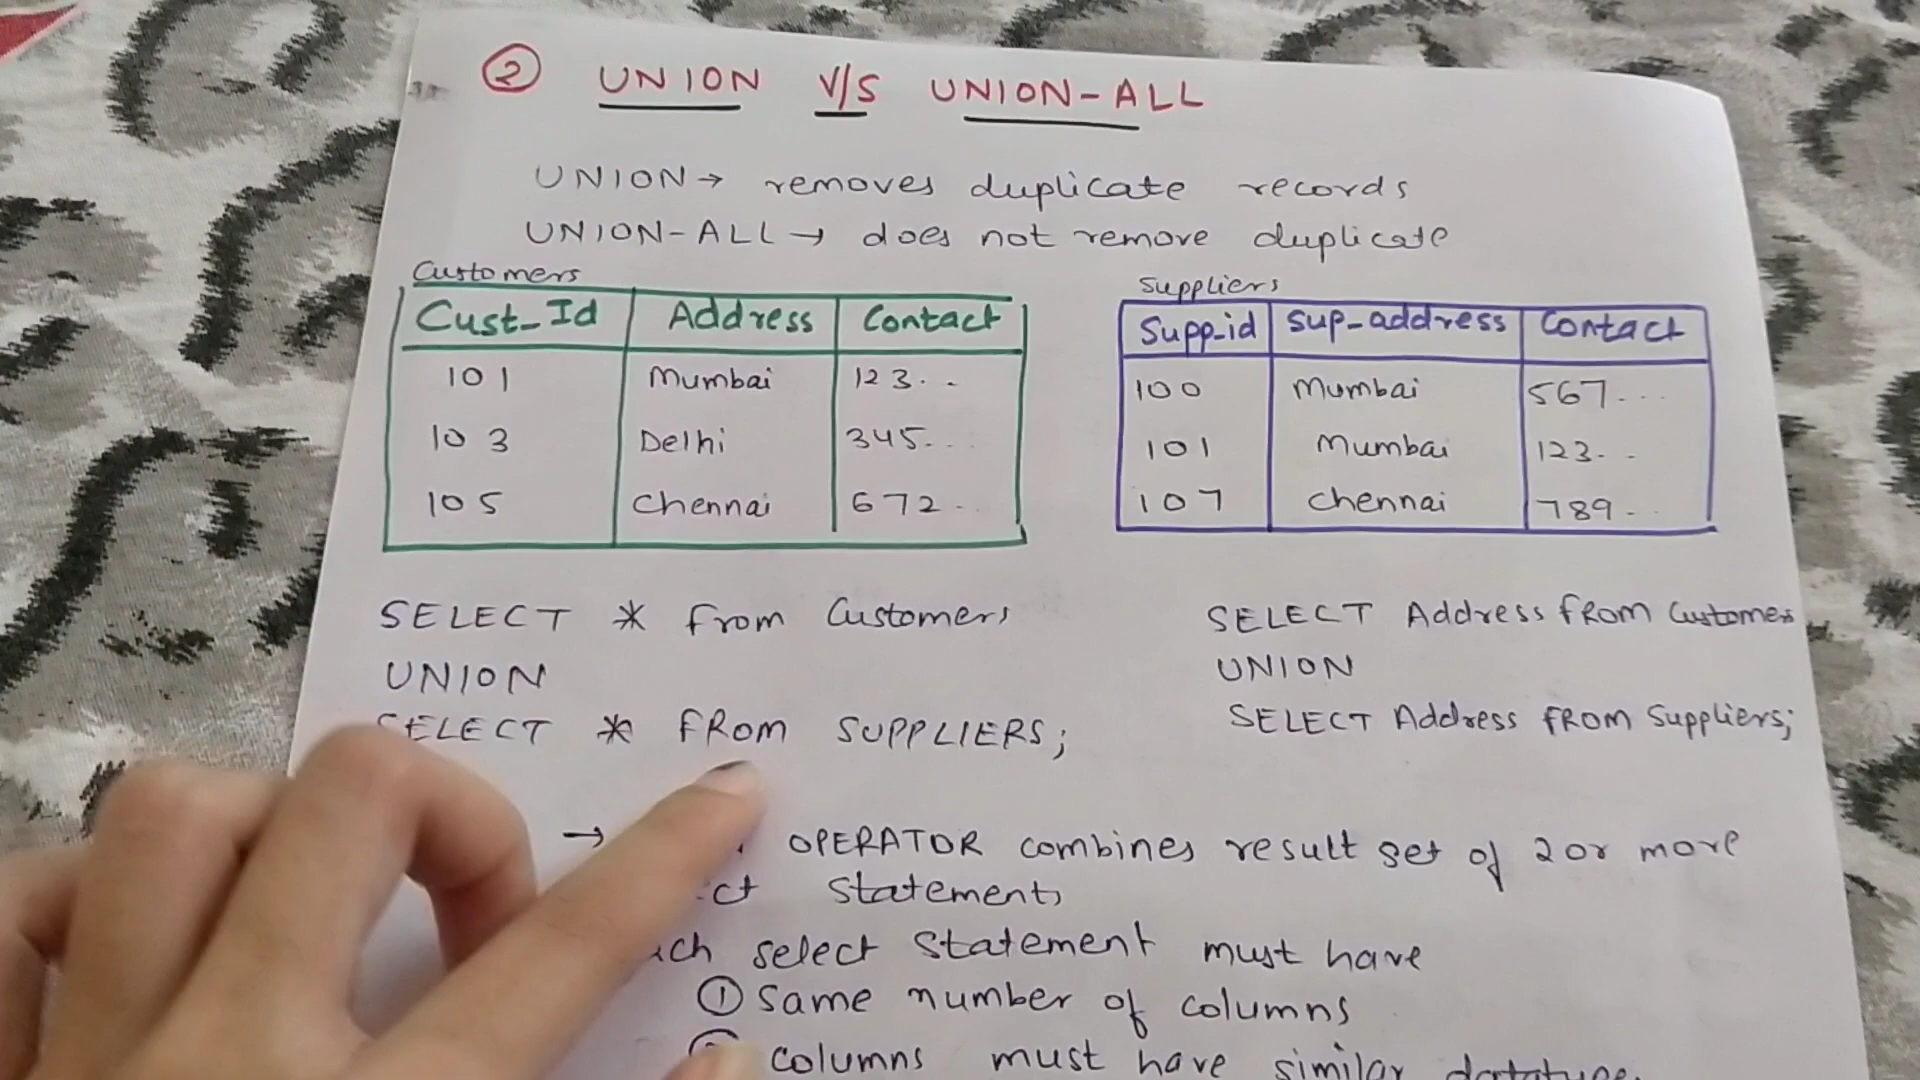 ② UNION V/S UNION-ALL
UNION → removes duplicate records
UNION-ALL → does not remove duplicate
Customers
Cust_Id Address Contact
101 Mumbai 123..
103 Delhi 345...
105 Chennai 672..
Suppliers
Supp_id sup_address Contact
100 Mumbai 567...
101 Mumbai 123..
107 Chennai 789..
SELECT * from Customers
UNION
SELECT * FROM SUPPLIERS;
SELECT Address from Customers
UNION
SELECT Address FROM Suppliers;
→ OPERATOR combines result set of 2 or more
statements
select statement must have
① same number of columns
columns must have similar datatype.